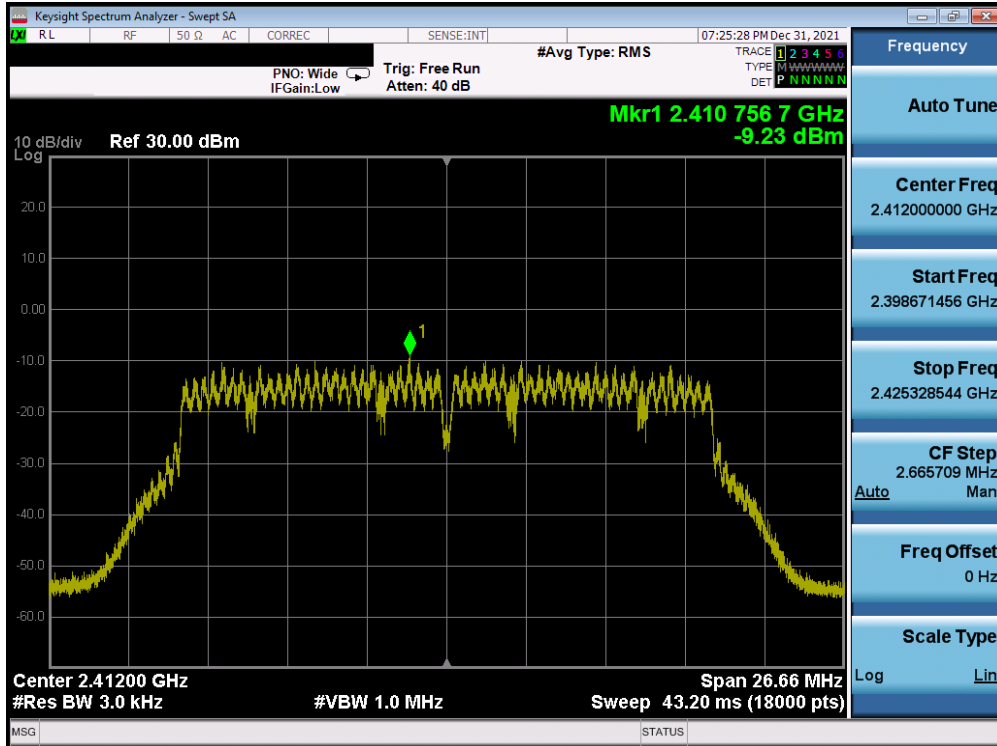 Keysight Spectrum Analyzer - Swept SA
LXI RL RF 50 Ω AC CORREC SENSE:INT 07:25:28 PM Dec 31, 2021
PNO: Wide
IFGain:Low
Trig: Free Run
Atten: 40 dB
#Avg Type: RMS
TRACE 1 2 3 4 5 6
TYPE M WWWWW
DET P N N N N N
Mkr1 2.410 756 7 GHz
-9.23 dBm
10 dB/div Ref 30.00 dBm
Log
20.0
10.0
0.00
1
-10.0
-20.0
-30.0
-40.0
-50.0
-60.0
Center 2.41200 GHz Span 26.66 MHz
#Res BW 3.0 kHz #VBW 1.0 MHz Sweep 43.20 ms (18000 pts)
MSG STATUS
Frequency
Auto Tune
Center Freq
2.412000000 GHz
Start Freq
2.398671456 GHz
Stop Freq
2.425328544 GHz
CF Step
2.665709 MHz
Auto Man
Freq Offset
0 Hz
Scale Type
Log Lin